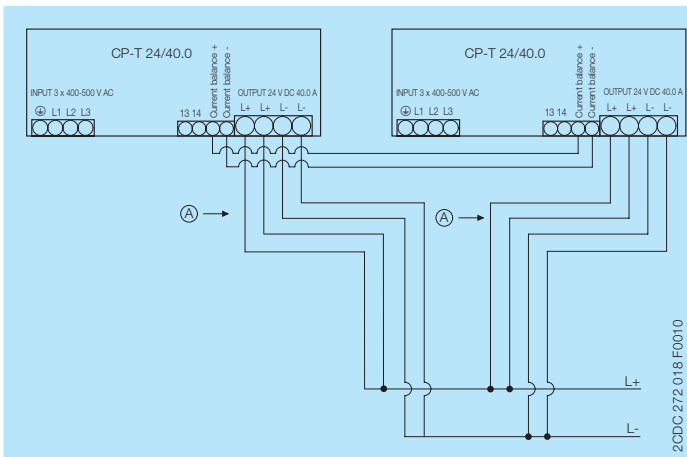 CP-T 24/40.0
Current balance +
Current balance -
INPUT 3 x 400-500 V AC
OUTPUT 24 V DC 40.0 A
L1 L2 L3
13 14
L+ L+ L- L-
CP-T 24/40.0
Current balance +
Current balance -
INPUT 3 x 400-500 V AC
OUTPUT 24 V DC 40.0 A
L1 L2 L3
13 14
L+ L+ L- L-
A
A
L+
L-
2CDC 272 018 F0010